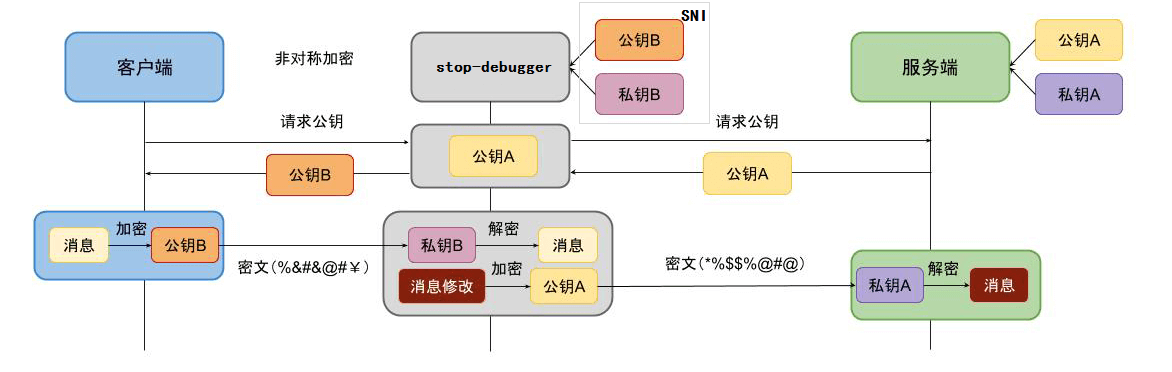 SNI
客户端
非对称加密
stop-debugger
公钥B
私钥B
服务端
公钥A
私钥A
请求公钥
请求公钥
公钥A
公钥B
公钥A
消息
加密
公钥B
密文(%&#&@#￥)
私钥B
解密
消息
消息修改
加密
公钥A
密文(*%$$%@#@)
私钥A
解密
消息